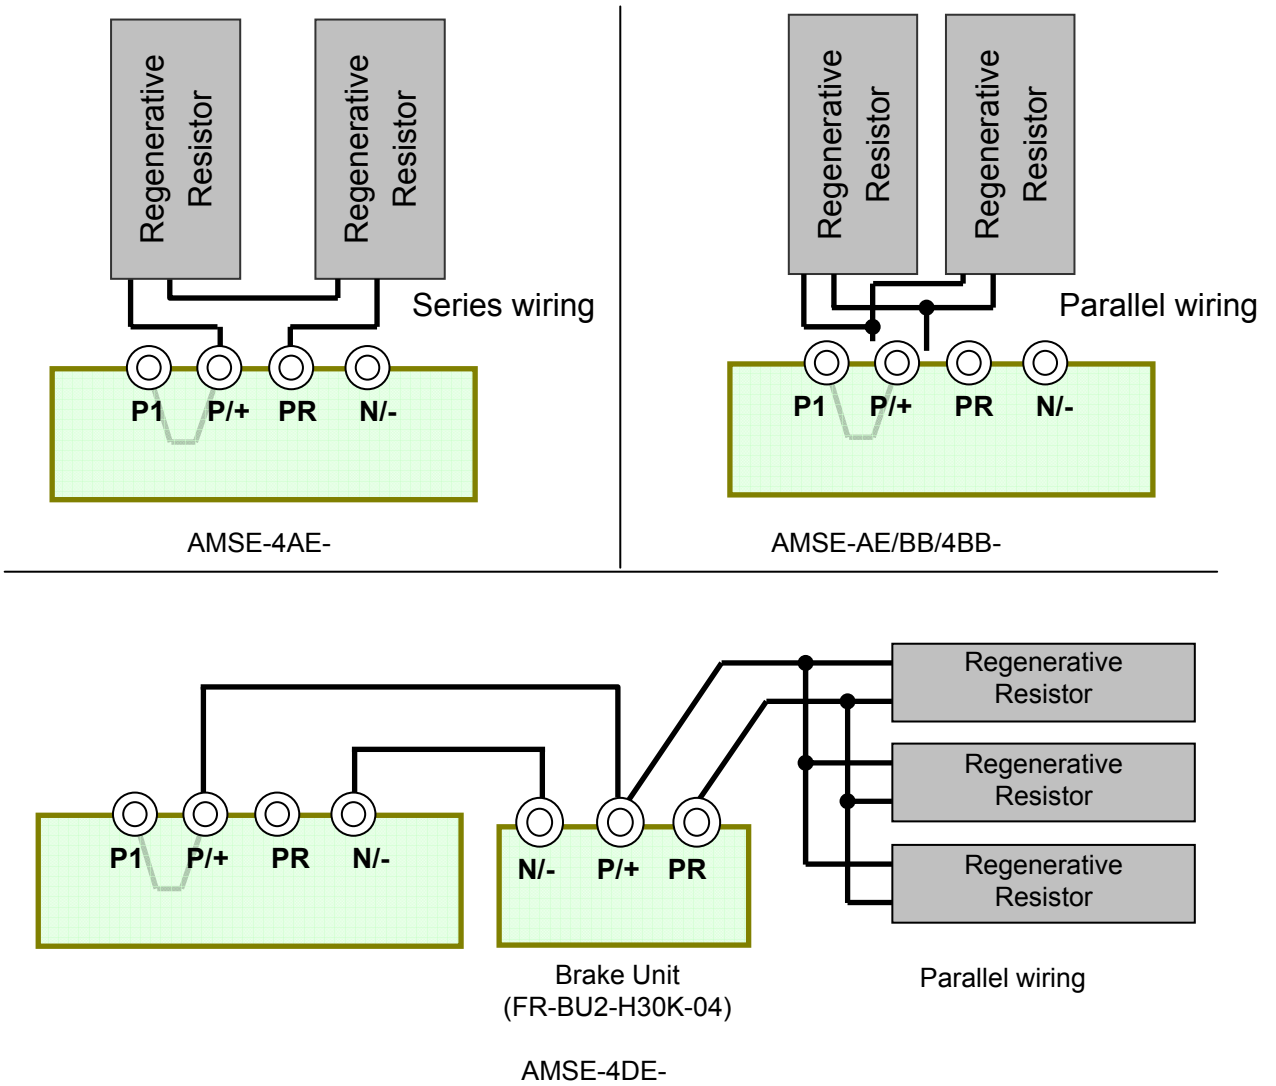 Regenerative
Resistor
Regenerative
Resistor
Series wiring
P1 P/+ PR N/-
AMSE-4AE-
Regenerative
Resistor
Regenerative
Resistor
Parallel wiring
P1 P/+ PR N/-
AMSE-AE/BB/4BB-
P1 P/+ PR N/-
N/- P/+ PR
Brake Unit
(FR-BU2-H30K-04)
Regenerative
Resistor
Regenerative
Resistor
Regenerative
Resistor
Parallel wiring
AMSE-4DE-